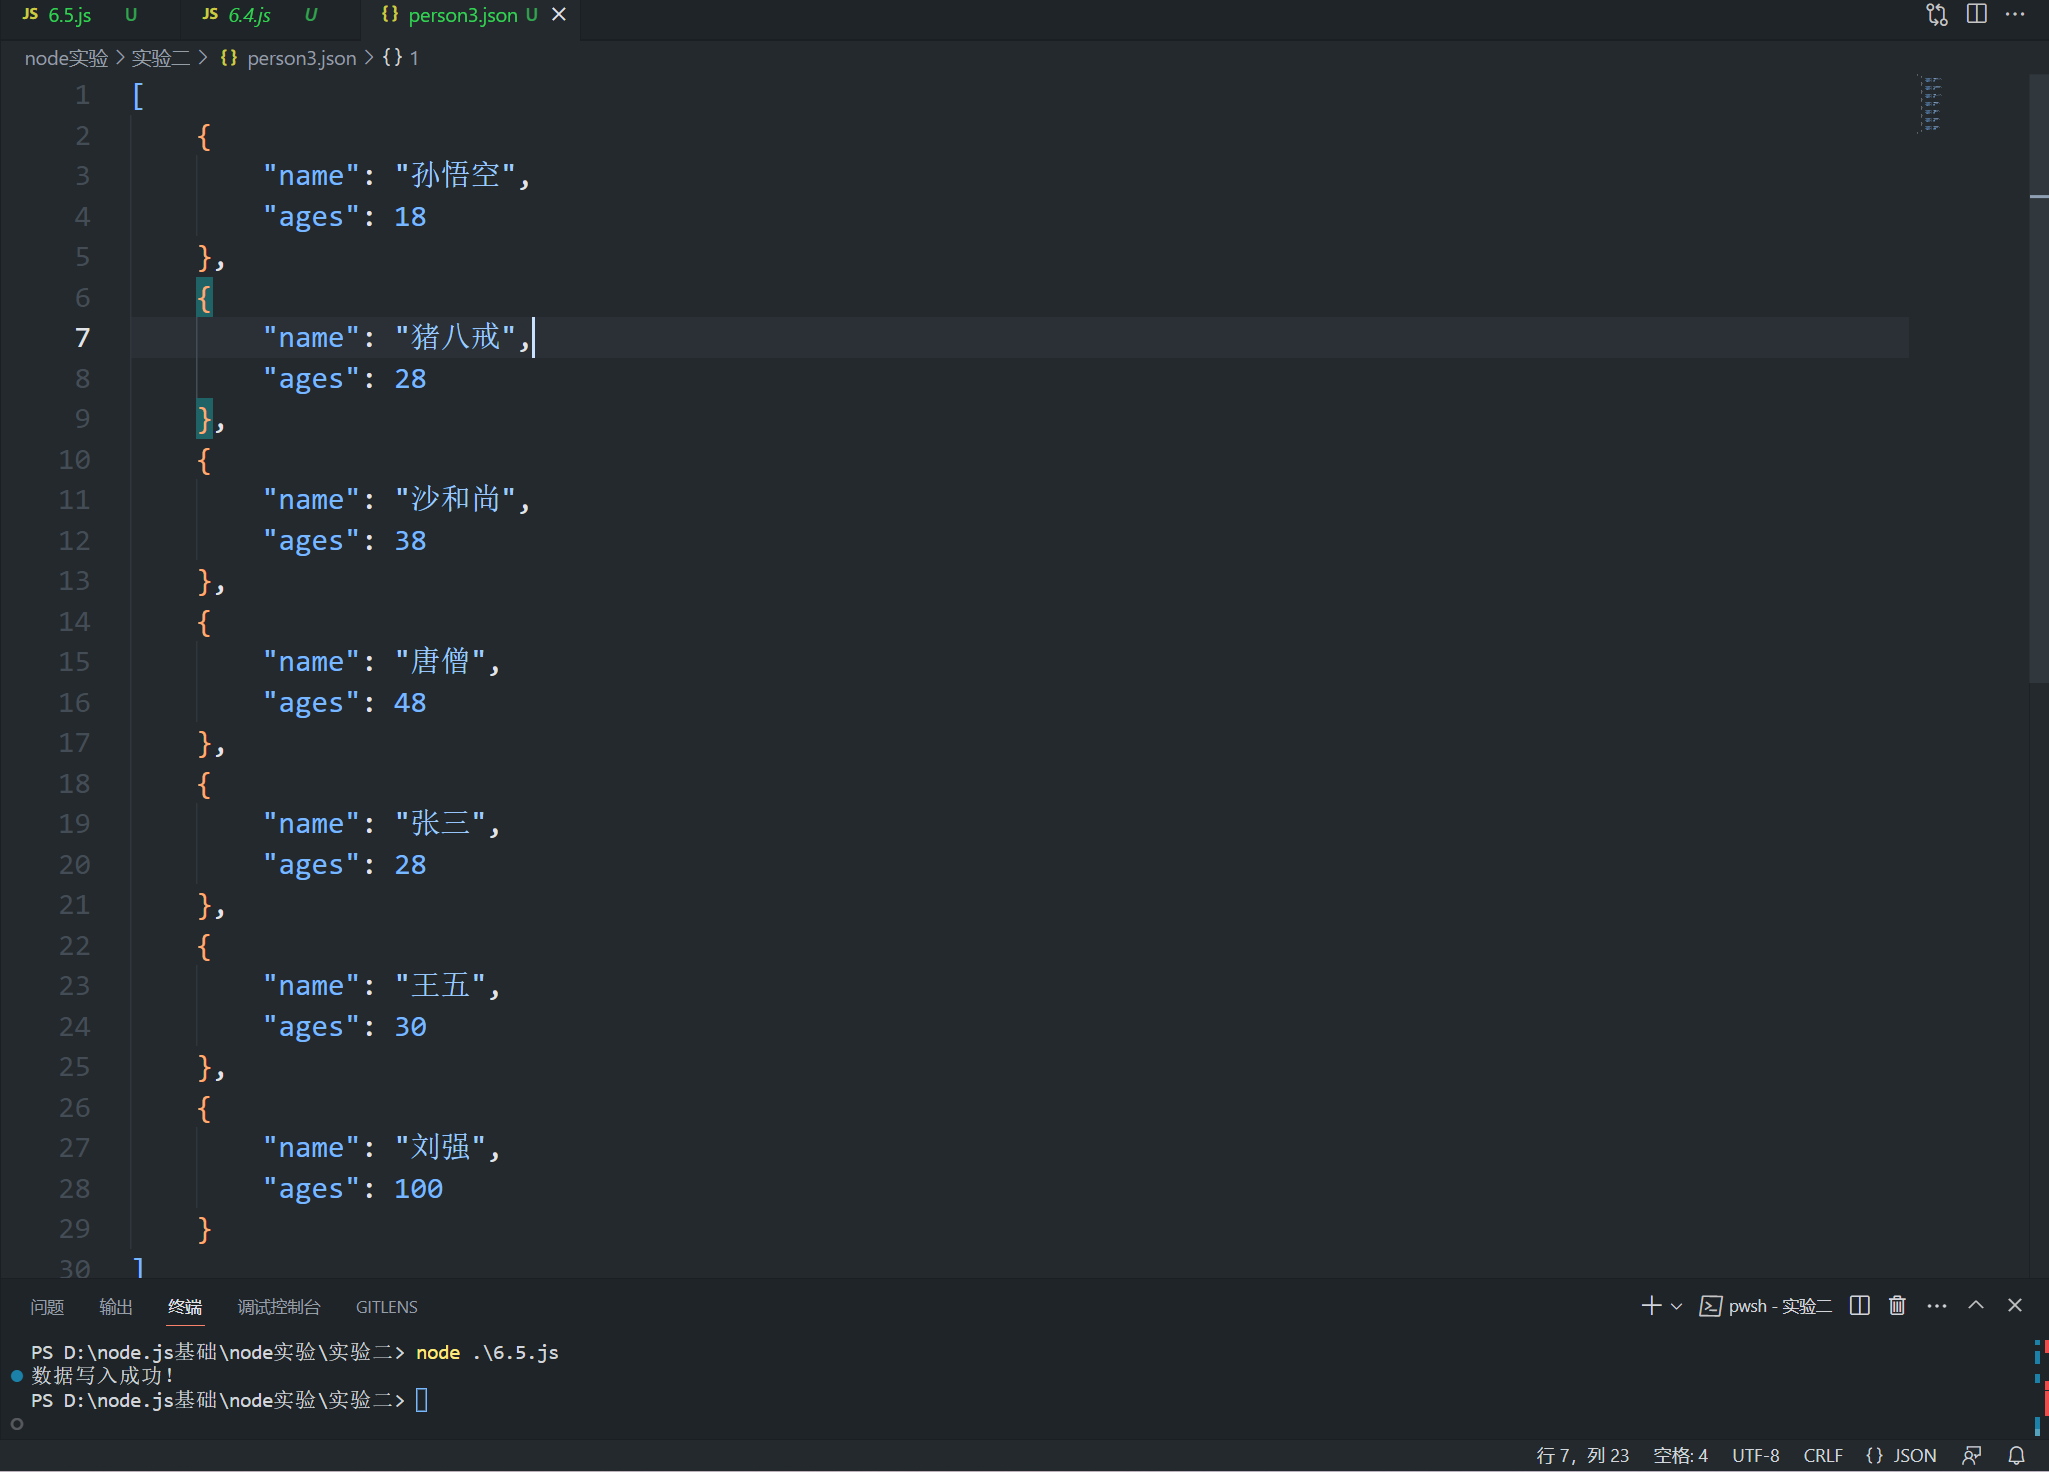 JS 6.5.js U JS 6.4.js U {} person3.json U
node实验 > 实验二 > {} person3.json > {} 1
1 [
2 {
3 "name": "孙悟空",
4 "ages": 18
5 },
6 {
7 "name": "猪八戒",
8 "ages": 28
9 },
10 {
11 "name": "沙和尚",
12 "ages": 38
13 },
14 {
15 "name": "唐僧",
16 "ages": 48
17 },
18 {
19 "name": "张三",
20 "ages": 28
21 },
22 {
23 "name": "王五",
24 "ages": 30
25 },
26 {
27 "name": "刘强",
28 "ages": 100
29 }
30 ]
问题 输出 终端 调试控制台 GITLENS pwsh - 实验二
PS D:\node.js基础\node实验\实验二> node .\6.5.js
数据写入成功!
PS D:\node.js基础\node实验\实验二>
行 7，列 23 空格: 4 UTF-8 CRLF {} JSON